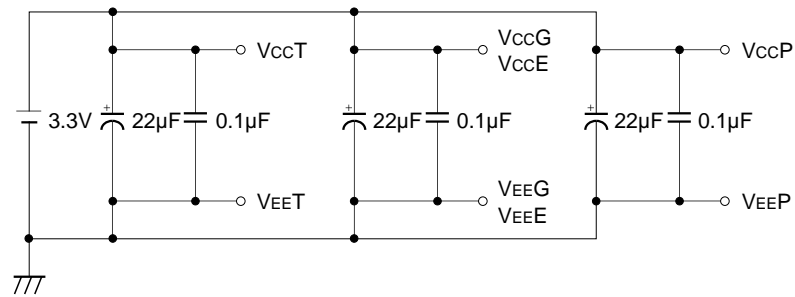 VCCT
VCCG
VCCE
VCCP
+
+
+
3.3V
22μF
0.1μF
22μF
0.1μF
22μF
0.1μF
VEET
VEEG
VEEE
VEEP